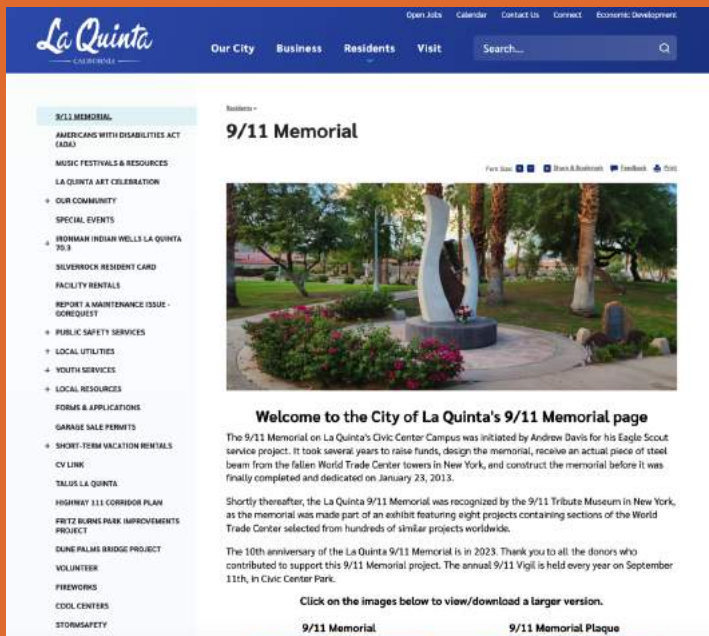 Open Jobs Calendar Contact Us Connect Economic Development
La Quinta
CALIFORNIA
Our City Business Residents Visit Search...
9/11 MEMORIAL
AMERICANS WITH DISABILITIES ACT
(ADA)
MUSIC FESTIVALS & RESOURCES
LA QUINTA ART CELEBRATION
+ OUR COMMUNITY
SPECIAL EVENTS
+ IRONMAN INDIAN WELLS LA QUINTA
70.3
SILVERROCK RESIDENT CARD
FACILITY RENTALS
REPORT A MAINTENANCE ISSUE -
GOREQUEST
+ PUBLIC SAFETY SERVICES
+ LOCAL UTILITIES
+ YOUTH SERVICES
+ LOCAL RESOURCES
FORMS & APPLICATIONS
GARAGE SALE PERMITS
+ SHORT-TERM VACATION RENTALS
CV LINK
TALUS LA QUINTA
HIGHWAY 111 CORRIDOR PLAN
FRITZ BURNS PARK IMPROVEMENTS
PROJECT
DUNE PALMS BRIDGE PROJECT
VOLUNTEER
FIREWORKS
COOL CENTERS
STORMSAFETY
Residents »
9/11 Memorial
Font Size: + - + Share & Bookmark Feedback Print
Welcome to the City of La Quinta's 9/11 Memorial page
The 9/11 Memorial on La Quinta's Civic Center Campus was initiated by Andrew Davis for his Eagle Scout
service project. It took several years to raise funds, design the memorial, receive an actual piece of steel
beam from the fallen World Trade Center towers in New York, and construct the memorial before it was
finally completed and dedicated on January 23, 2013.
Shortly thereafter, the La Quinta 9/11 Memorial was recognized by the 9/11 Tribute Museum in New York,
as the memorial was made part of an exhibit featuring eight projects containing sections of the World
Trade Center selected from hundreds of similar projects worldwide.
The 10th anniversary of the La Quinta 9/11 Memorial is in 2023. Thank you to all the donors who
contributed to support this 9/11 Memorial project. The annual 9/11 Vigil is held every year on September
11th, in Civic Center Park.
Click on the images below to view/download a larger version.
9/11 Memorial 9/11 Memorial Plaque